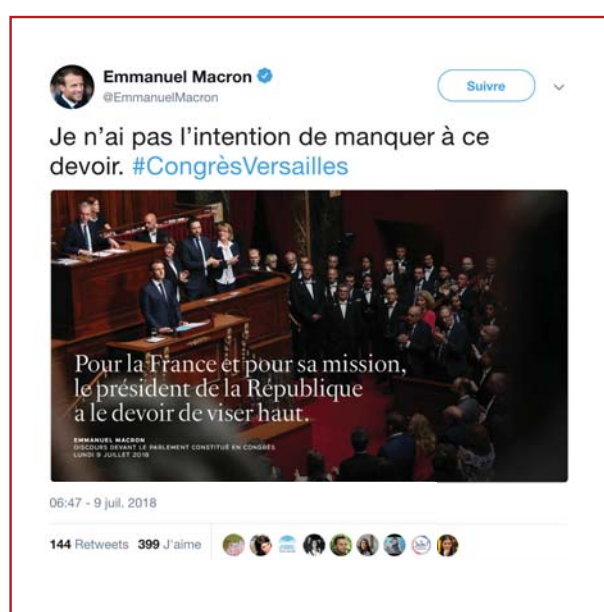 Emmanuel Macron
@EmmanuelMacron
Suivre
Je n’ai pas l’intention de manquer à ce
devoir. #CongrèsVersailles
Pour la France et pour sa mission,
le président de la République
a le devoir de viser haut.
EMMANUEL MACRON
DISCOURS DEVANT LE PARLEMENT CONSTITUÉ EN CONGRÈS
LUNDI 9 JUILLET 2018
06:47 - 9 juil. 2018
144 Retweets 399 J’aime